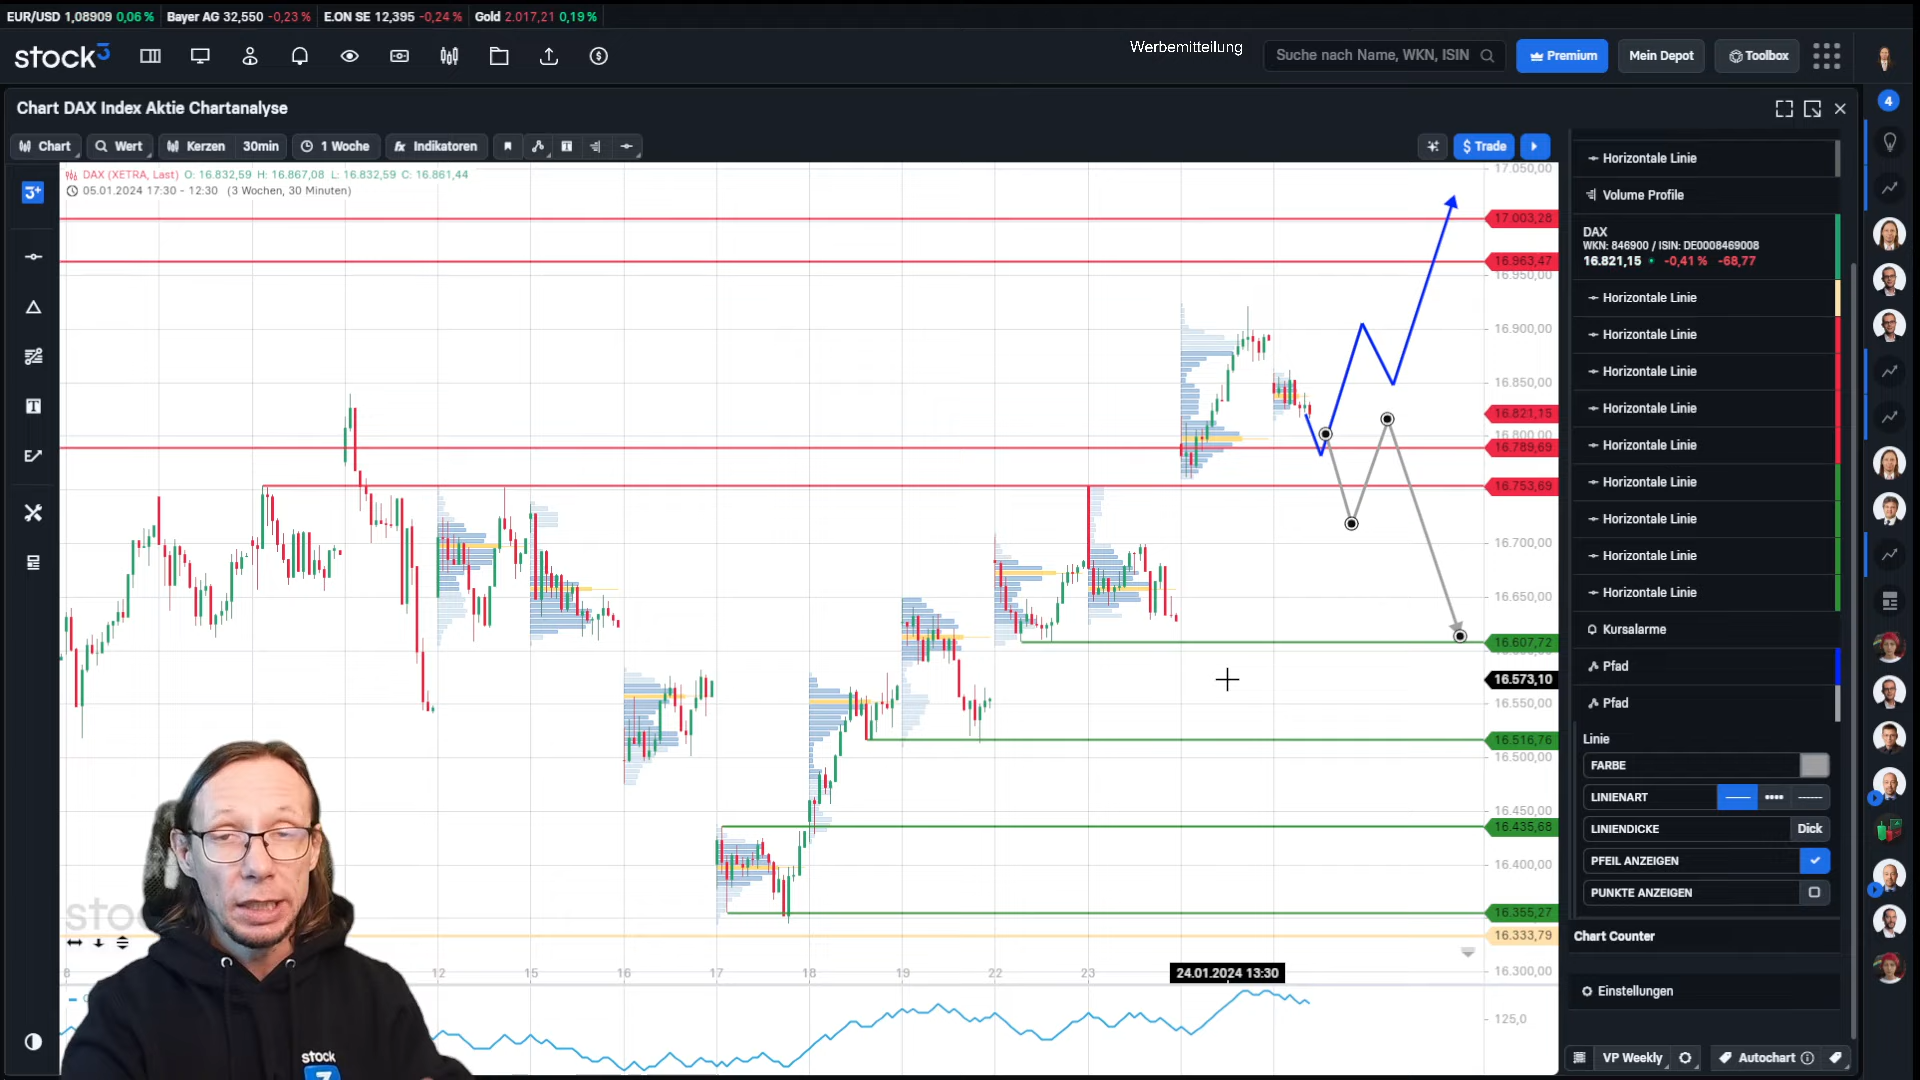 EUR/USD 1,08909 0,06 % Bayer AG 32,550 -0,23 % E.ON SE 12,395 -0,24 % Gold 2.017,21 0,19 %
stock3
Werbemitteilung
Suche nach Name, WKN, ISIN
Premium
Mein Depot
Toolbox
Chart DAX Index Aktie Chartanalyse
4
Chart
Wert
Kerzen
30min
1 Woche
fx Indikatoren
$ Trade
DAX (XETRA, Last) O: 16.832,59 H: 16.867,08 L: 16.832,59 C: 16.861,44
05.01.2024 17:30 - 12:30 (3 Wochen, 30 Minuten)
3+
17.050,00
17.003,28
16.963,47
16.950,00
16.900,00
16.850,00
16.821,15
16.800,00
16.789,69
16.753,69
16.700,00
16.650,00
16.607,72
16.573,10
16.550,00
16.516,76
16.500,00
16.450,00
16.435,68
16.400,00
16.355,27
16.333,79
16.300,00
8
12
15
16
17
18
19
22
23
24.01.2024 13:30
125,0
Horizontale Linie
Volume Profile
DAX
WKN: 846900 / ISIN: DE0008469008
16.821,15 -0,41 % -68,77
Horizontale Linie
Horizontale Linie
Horizontale Linie
Horizontale Linie
Horizontale Linie
Horizontale Linie
Horizontale Linie
Horizontale Linie
Horizontale Linie
Kursalarme
Pfad
Pfad
Linie
FARBE
LINIENART
LINIENDICKE Dick
PFEIL ANZEIGEN
PUNKTE ANZEIGEN
Chart Counter
Einstellungen
VP Weekly
Autochart
stock
3